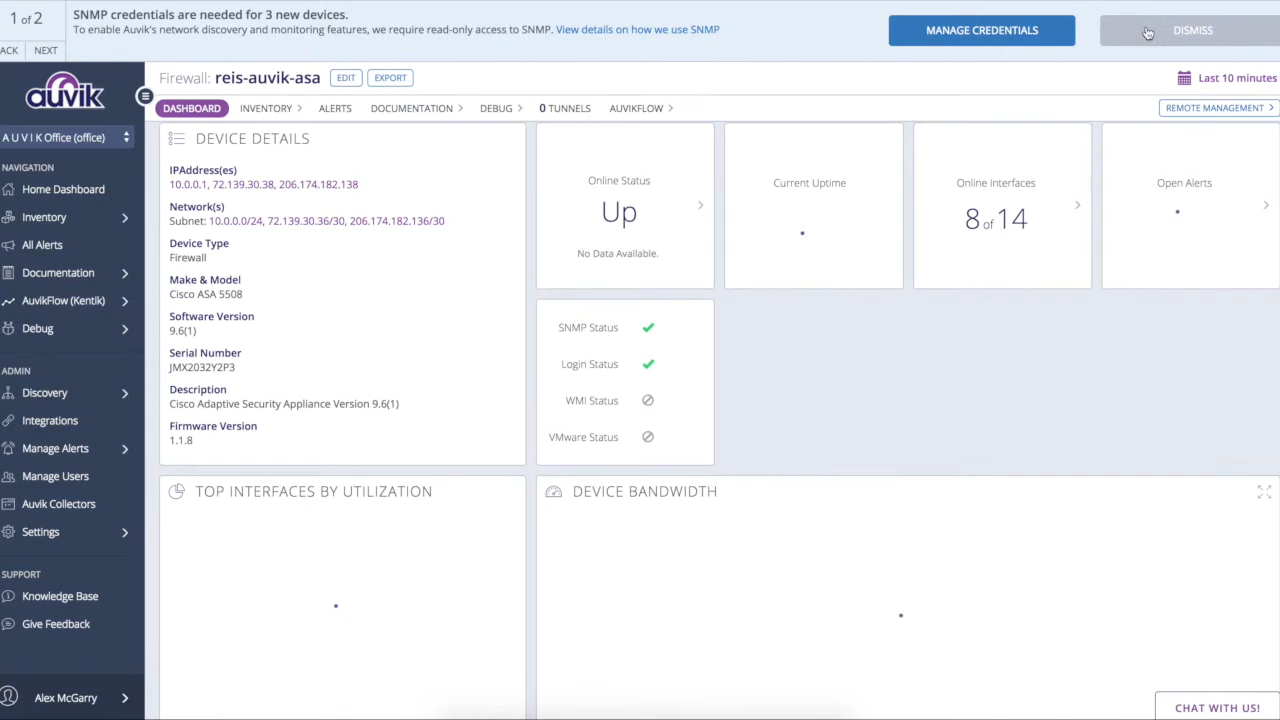 1 of 2
SNMP credentials are needed for 3 new devices.
To enable Auvik's network discovery and monitoring features, we require read-only access to SNMP. View details on how we use SNMP
MANAGE CREDENTIALS
DISMISS
ACK
NEXT
auvik
Firewall: reis-auvik-asa
EDIT
EXPORT
Last 10 minutes
DASHBOARD
INVENTORY
ALERTS
DOCUMENTATION
DEBUG
0 TUNNELS
AUVIKFLOW
REMOTE MANAGEMENT
A U V I K Office (office)
NAVIGATION
Home Dashboard
Inventory
All Alerts
Documentation
AuvikFlow (Kentik)
Debug
ADMIN
Discovery
Integrations
Manage Alerts
Manage Users
Auvik Collectors
Settings
SUPPORT
Knowledge Base
Give Feedback
Alex McGarry
DEVICE DETAILS
IPAddress(es)
10.0.0.1, 72.139.30.38, 206.174.182.138
Network(s)
Subnet: 10.0.0.0/24, 72.139.30.36/30, 206.174.182.136/30
Device Type
Firewall
Make & Model
Cisco ASA 5508
Software Version
9.6(1)
Serial Number
JMX2032Y2P3
Description
Cisco Adaptive Security Appliance Version 9.6(1)
Firmware Version
1.1.8
Online Status
Up
No Data Available.
Current Uptime
Online Interfaces
8 of 14
Open Alerts
SNMP Status
Login Status
WMI Status
VMware Status
TOP INTERFACES BY UTILIZATION
DEVICE BANDWIDTH
CHAT WITH US!